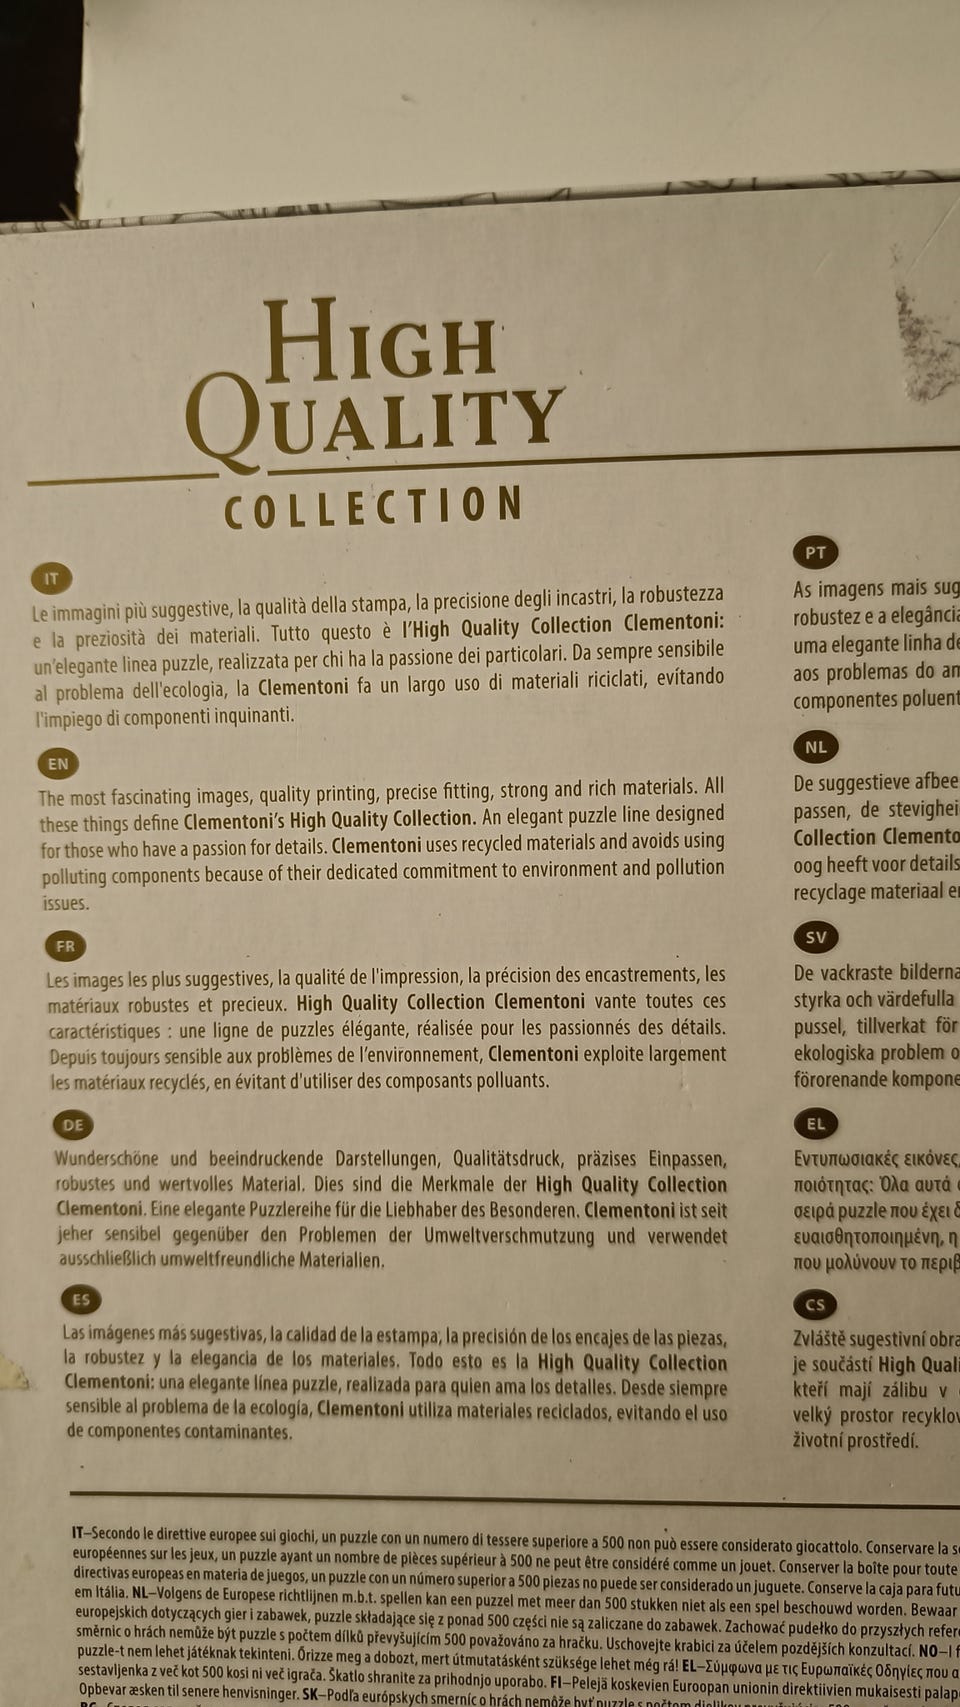 HIGH
QUALITY
COLLECTION
IT
Le immagini più suggestive, la qualità della stampa, la precisione degli incastri, la robustezza
e la preziosità dei materiali. Tutto questo è l'High Quality Collection Clementoni:
un'elegante linea puzzle, realizzata per chi ha la passione dei particolari. Da sempre sensibile
al problema dell'ecologia, la Clementoni fa un largo uso di materiali riciclati, evitando
l'impiego di componenti inquinanti.
EN
The most fascinating images, quality printing, precise fitting, strong and rich materials. All
these things define Clementoni's High Quality Collection. An elegant puzzle line designed
for those who have a passion for details. Clementoni uses recycled materials and avoids using
polluting components because of their dedicated commitment to environment and pollution
issues.
FR
Les images les plus suggestives, la qualité de l'impression, la précision des encastrements, les
matériaux robustes et precieux. High Quality Collection Clementoni vante toutes ces
caractéristiques : une ligne de puzzles élégante, réalisée pour les passionnés des détails.
Depuis toujours sensible aux problèmes de l'environnement, Clementoni exploite largement
les matériaux recyclés, en évitant d'utiliser des composants polluants.
DE
Wunderschöne und beeindruckende Darstellungen, Qualitätsdruck, präzises Einpassen,
robustes und wertvolles Material. Dies sind die Merkmale der High Quality Collection
Clementoni. Eine elegante Puzzlereihe für die Liebhaber des Besonderen. Clementoni ist seit
jeher sensibel gegenüber den Problemen der Umweltverschmutzung und verwendet
ausschließlich umweltfreundliche Materialien.
ES
Las imágenes más sugestivas, la calidad de la estampa, la precisión de los encajes de las piezas,
la robustez y la elegancia de los materiales. Todo esto es la High Quality Collection
Clementoni: una elegante línea puzzle, realizada para quien ama los detalles. Desde siempre
sensible al problema de la ecología, Clementoni utiliza materiales reciclados, evitando el uso
de componentes contaminantes.
PT
As imagens mais sug
robustez e a elegância
uma elegante linha de
aos problemas do am
componentes poluent
NL
De suggestieve afbee
passen, de stevighei
Collection Clemento
oog heeft voor details
recyclage materiaal en
SV
De vackraste bilderna
styrka och värdefulla
pussel, tillverkat för
ekologiska problem o
förorenande kompone
EL
Εντυπωσιακές εικόνες,
ποιότητας: Όλα αυτά
σειρά puzzle που έχει δ
ευαισθητοποιημένη, η
που μολύνουν το περιβ
CS
Zvláště sugestivní obra
je součástí High Quali
kteří mají zálibu v
velký prostor recyklov
životní prostředí.
IT–Secondo le direttive europee sui giochi, un puzzle con un numero di tessere superiore a 500 non può essere considerato giocattolo. Conservare la s
européennes sur les jeux, un puzzle ayant un nombre de pièces supérieur à 500 ne peut être considéré comme un jouet. Conserver la boîte pour toute
directivas europeas en materia de juegos, un puzzle con un número superior a 500 piezas no puede ser considerado un juguete. Conserve la caja para futu
em Itália. NL–Volgens de Europese richtlijnen m.b.t. spellen kan een puzzel met meer dan 500 stukken niet als een spel beschouwd worden. Bewaar
europejskich dotyczących gier i zabawek, puzzle składające się z ponad 500 części nie są zaliczane do zabawek. Zachować pudełko do przyszłych refere
směrnic o hrách nemůže být puzzle s počtem dílků převyšujícím 500 považováno za hračku. Uschovejte krabici za účelem pozdějších konzultací. NO–I f
puzzle-t nem lehet játéknak tekinteni. Őrizze meg a dobozt, mert útmutatásként szüksége lehet még rá! EL–Σύμφωνα με τις Ευρωπαϊκές Οδηγίες που α
sestavljenka z več kot 500 kosi ni več igrača. Škatlo shranite za prihodnjo uporabo. FI–Pelejä koskevien Euroopan unionin direktiivien mukaisesti palap
Opbevar æsken til senere henvisninger. SK–Podľa európskych smerníc o hrách nemôže byť puzzle s počtom dielikov